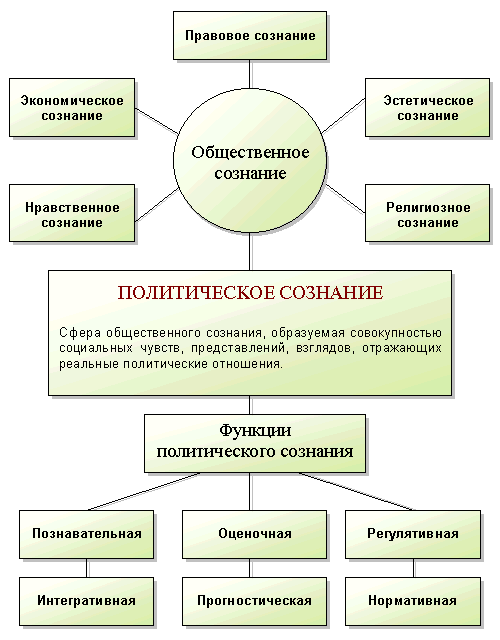 Правовое сознание
Экономическое
сознание
Эстетическое
сознание
Общественное
сознание
Нравственное
сознание
Религиозное
сознание
ПОЛИТИЧЕСКОЕ СОЗНАНИЕ
Сфера общественного сознания, образуемая совокупностью
социальных чувств, представлений, взглядов, отражающих
реальные политические отношения.
Функции
политического сознания
Познавательная
Оценочная
Регулятивная
Интегративная
Прогностическая
Нормативная